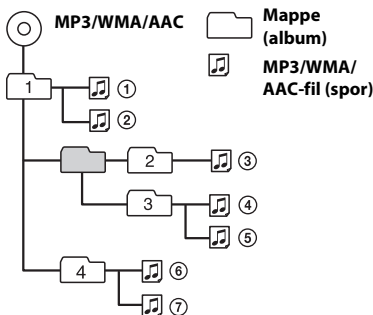 MP3/WMA/AAC
Mappe
(album)
MP3/WMA/
AAC-fil (spor)
1
①
②
2
③
3
④
⑤
4
⑥
⑦